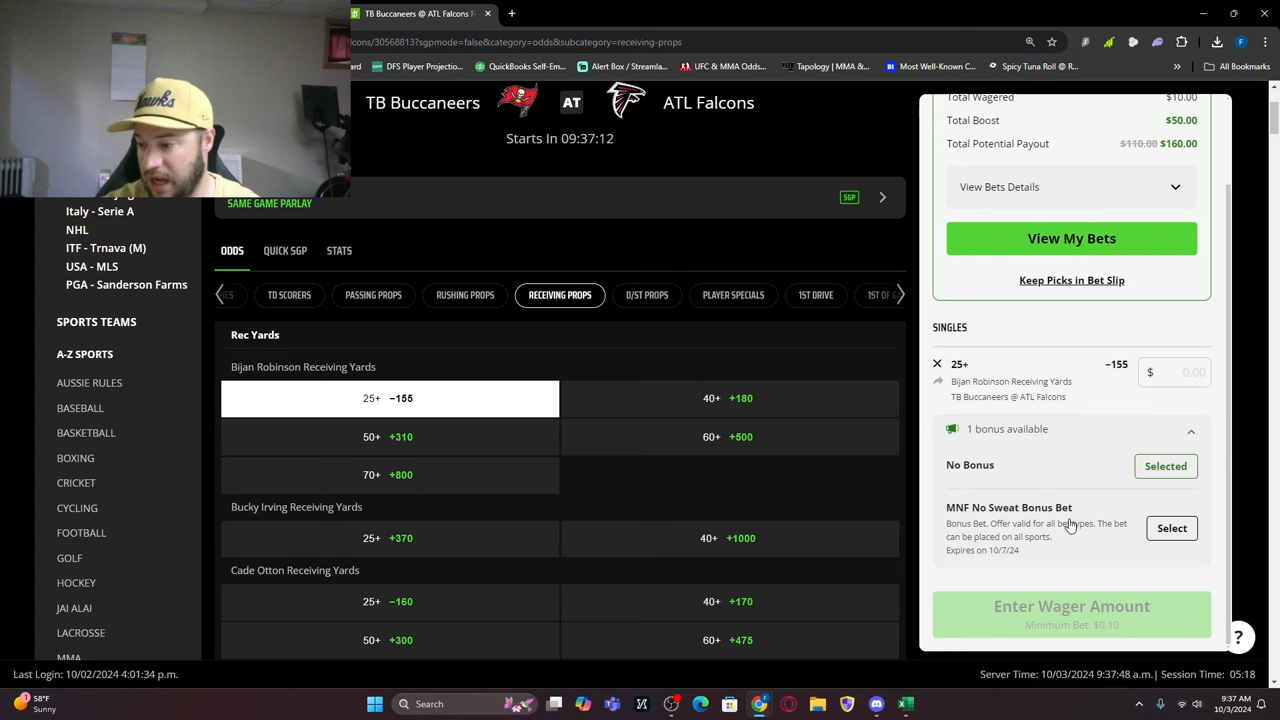 TB Buccaneers @ ATL Falcons F
cons/30568813?sgpmode=false&category=odds&subcategory=receiving-props
ard
DFS Player Projectio...
QuickBooks Self-Em...
Alert Box / Streamla...
UFC & MMA Odds...
Tapology | MMA &...
Most Well-Rounded...
Spicy Tuna Roll @ R...
All Bookmarks
TB Buccaneers
AT
ATL Falcons
Starts In 09:37:12
SAME GAME PARLAY
SGP
Italy - Serie A
NHL
ITF - Trnava (M)
USA - MLS
PGA - Sanderson Farms
SPORTS TEAMS
A-Z SPORTS
AUSSIE RULES
BASEBALL
BASKETBALL
BOXING
CRICKET
CYCLING
FOOTBALL
GOLF
HOCKEY
JAI ALAI
LACROSSE
MMA
ODDS
QUICK SGP
STATS
ES
TD SCORERS
PASSING PROPS
RUSHING PROPS
RECEIVING PROPS
D/ST PROPS
PLAYER SPECIALS
1ST DRIVE
1ST OF G
Rec Yards
Bijan Robinson Receiving Yards
25+ −155
40+ +180
50+ +310
60+ +500
70+ +800
Bucky Irving Receiving Yards
25+ +370
40+ +1000
Cade Otton Receiving Yards
25+ −160
40+ +170
50+ +300
60+ +475
Total Wagered $10.00
Total Boost $50.00
Total Potential Payout $110.00 $160.00
View Bets Details
View My Bets
Keep Picks in Bet Slip
SINGLES
25+ −155
$ 0.00
Bijan Robinson Receiving Yards
TB Buccaneers @ ATL Falcons
1 bonus available
No Bonus
Selected
MNF No Sweat Bonus Bet
Bonus Bet. Offer valid for all bet types. The bet
can be placed on all sports.
Expires on 10/7/24
Select
Enter Wager Amount
Minimum Bet: $0.10
?
Last Login: 10/02/2024 4:01:34 p.m.
Server Time: 10/03/2024 9:37:48 a.m. | Session Time: 05:18
58°F
Sunny
Search
9:37 AM
10/3/2024